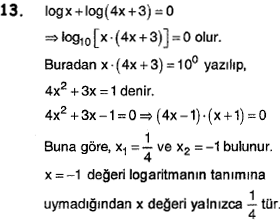 13. logx + log(4x + 3) = 0
⇒ log₁₀[x · (4x + 3)] = 0 olur.
Buradan x · (4x + 3) = 10⁰ yazılıp,
4x² + 3x = 1 denir.
4x² + 3x − 1 = 0 ⇒ (4x − 1) · (x + 1) = 0
Buna göre, x₁ = 1/4 ve x₂ = −1 bulunur.
x = −1 değeri logaritmanın tanımına
uymadığından x değeri yalnızca 1/4 tür.